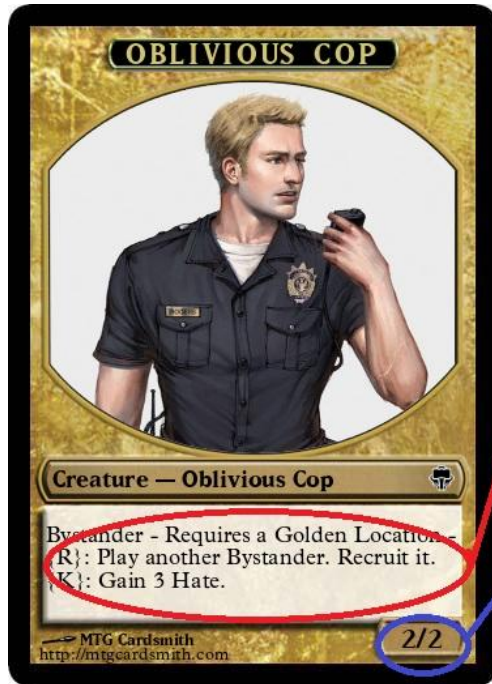 OBLIVIOUS COP
Creature — Oblivious Cop
Bystander - Requires a Golden Location -
{R}: Play another Bystander. Recruit it.
{K}: Gain 3 Hate.
2/2
MTG Cardsmith
http://mtgcardsmith.com